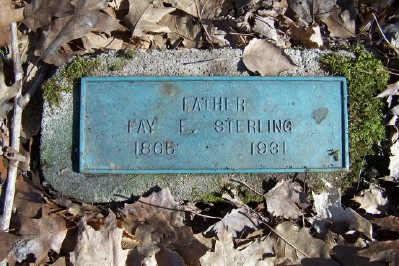 FATHER
FAY E. STERLING
1865 - 1931